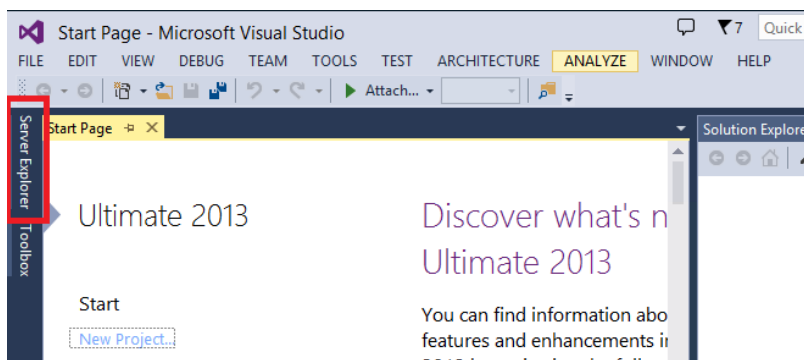 Start Page - Microsoft Visual Studio
7
Quick
FILE EDIT VIEW DEBUG TEAM TOOLS TEST ARCHITECTURE ANALYZE WINDOW HELP
Attach...
Server Explorer
Toolbox
Start Page
Solution Explore
Ultimate 2013
Start
New Project...
Discover what's n
Ultimate 2013
You can find information abo
features and enhancements i